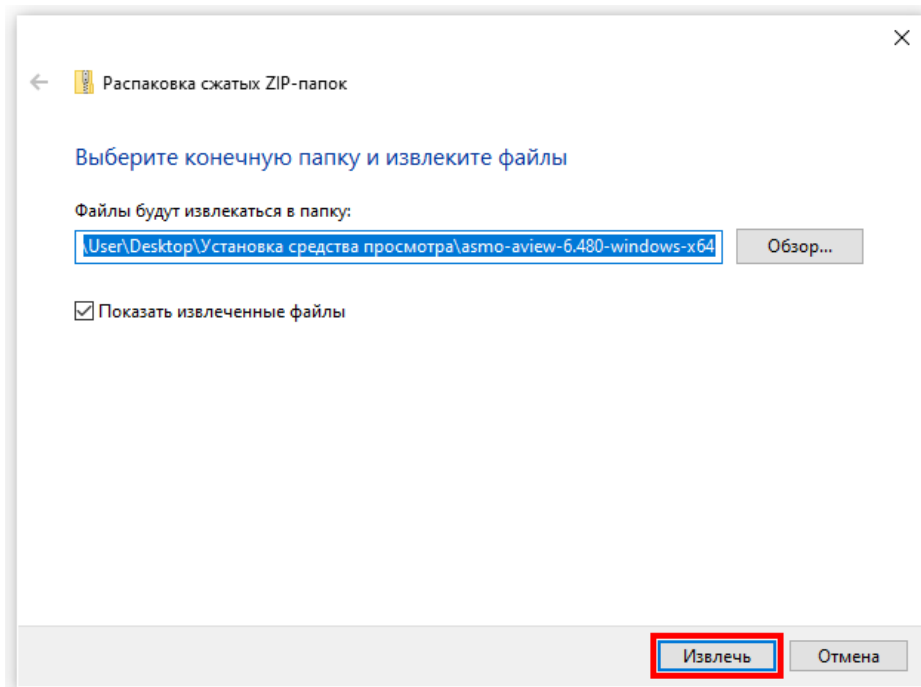 Распаковка сжатых ZIP-папок
Выберите конечную папку и извлеките файлы
Файлы будут извлекаться в папку:
\User\Desktop\Установка средства просмотра\asmo-aview-6.480-windows-x64
Обзор...
Показать извлеченные файлы
Извлечь
Отмена